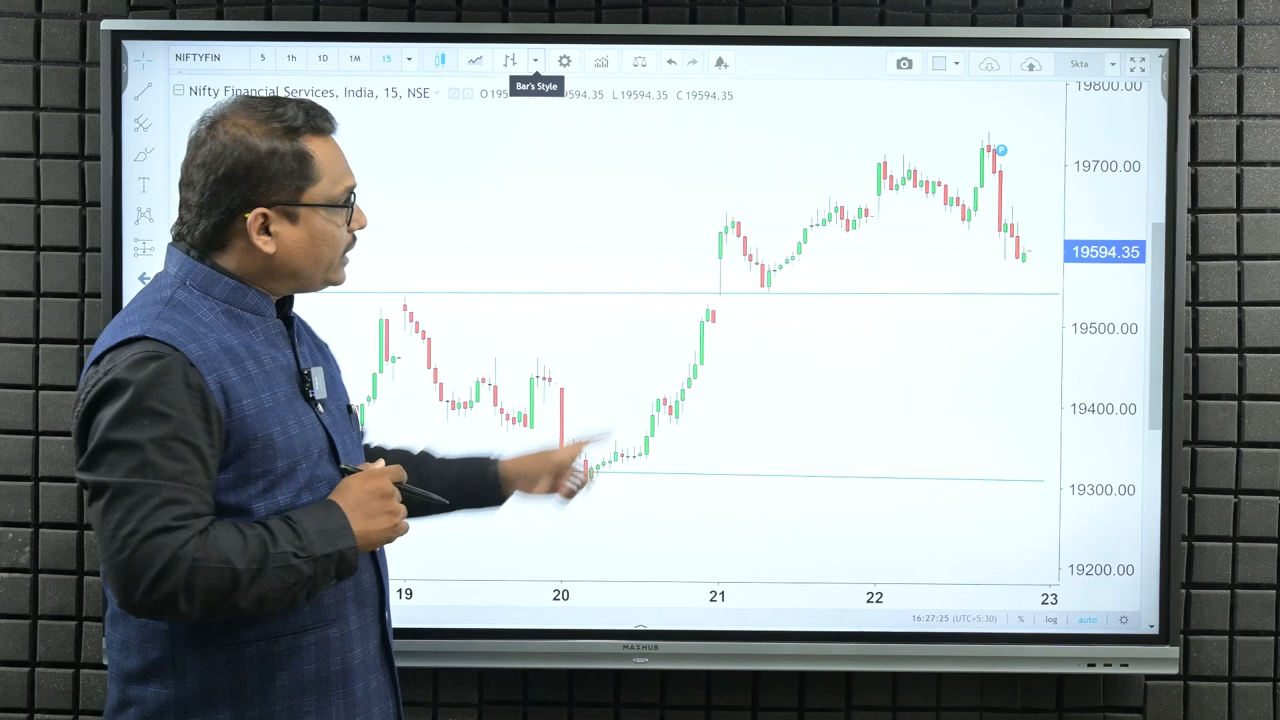 NIFTYFIN 5 1h 1D 1M 15 Skta
Bar's Style
Nifty Financial Services, India, 15, NSE O 595 594.35 L 19594.35 C 19594.35
19800.00
19700.00
19594.35
19500.00
19400.00
19300.00
19200.00
P
T
19 20 21 22 23
16:27:25 (UTC+5:30) % log auto
MAXHUB